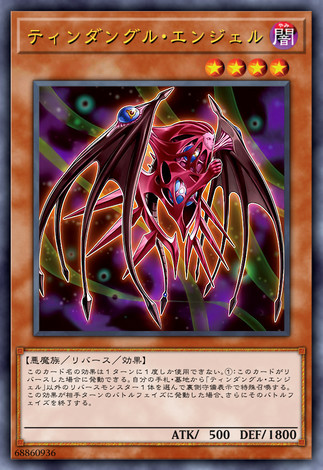 ティンダングル・エンジェル
闇
やみ
【悪魔族／リバース／効果】
このカード名の効果は１ターンに１度しか使用できない。①：このカードがリ
バースした場合に発動できる。自分の手札・墓地から「ティンダングル・エンジ
ェル」以外のリバースモンスター１体を選んで裏側守備表示で特殊召喚する。
この効果が相手ターンのバトルフェイズに発動した場合、さらにそのバトルフ
ェイズを終了する。
ATK/ 500 DEF/1800
68860936